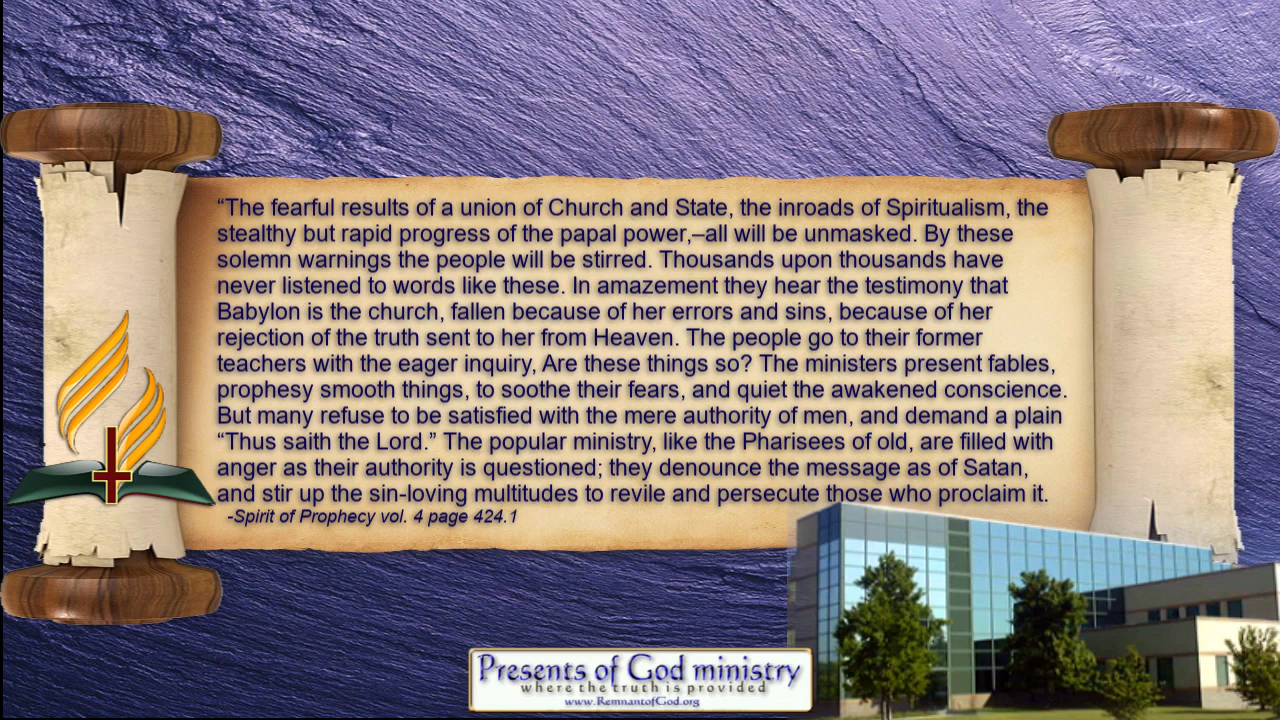 “The fearful results of a union of Church and State, the inroads of Spiritualism, the
stealthy but rapid progress of the papal power,–all will be unmasked. By these
solemn warnings the people will be stirred. Thousands upon thousands have
never listened to words like these. In amazement they hear the testimony that
Babylon is the church, fallen because of her errors and sins, because of her
rejection of the truth sent to her from Heaven. The people go to their former
teachers with the eager inquiry, Are these things so? The ministers present fables,
prophesy smooth things, to soothe their fears, and quiet the awakened conscience.
But many refuse to be satisfied with the mere authority of men, and demand a plain
“Thus saith the Lord.” The popular ministry, like the Pharisees of old, are filled with
anger as their authority is questioned; they denounce the message as of Satan,
and stir up the sin-loving multitudes to revile and persecute those who proclaim it.
-Spirit of Prophecy vol. 4 page 424.1
Presents of God ministry
where the truth is provided
www.RemnantofGod.org